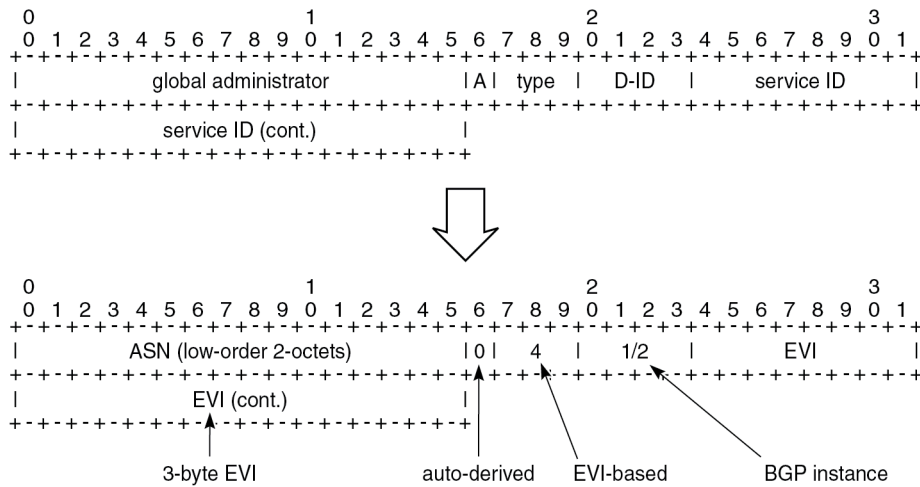 0 1 2 3
0 1 2 3 4 5 6 7 8 9 0 1 2 3 4 5 6 7 8 9 0 1 2 3 4 5 6 7 8 9 0 1
+-+-+-+-+-+-+-+-+-+-+-+-+-+-+-+-+-+-+-+-+-+-+-+-+-+-+-+-+-+-+-+-+
| global administrator |A| type | D-ID | service ID |
+-+-+-+-+-+-+-+-+-+-+-+-+-+-+-+-+-+-+-+-+-+-+-+-+-+-+-+-+-+-+-+-+
| service ID (cont.) |
+-+-+-+-+-+-+-+-+-+-+-+-+-+-+-+-+
0 1 2 3
0 1 2 3 4 5 6 7 8 9 0 1 2 3 4 5 6 7 8 9 0 1 2 3 4 5 6 7 8 9 0 1
+-+-+-+-+-+-+-+-+-+-+-+-+-+-+-+-+-+-+-+-+-+-+-+-+-+-+-+-+-+-+-+-+
| ASN (low-order 2-octets) |0| 4 | 1/2 | EVI |
+-+-+-+-+-+-+-+-+-+-+-+-+-+-+-+-+-+-+-+-+-+-+-+-+-+-+-+-+-+-+-+-+
| EVI (cont.) |
+-+-+-+-+-+-+-+-+-+-+-+-+-+-+-+-+
3-byte EVI auto-derived EVI-based BGP instance